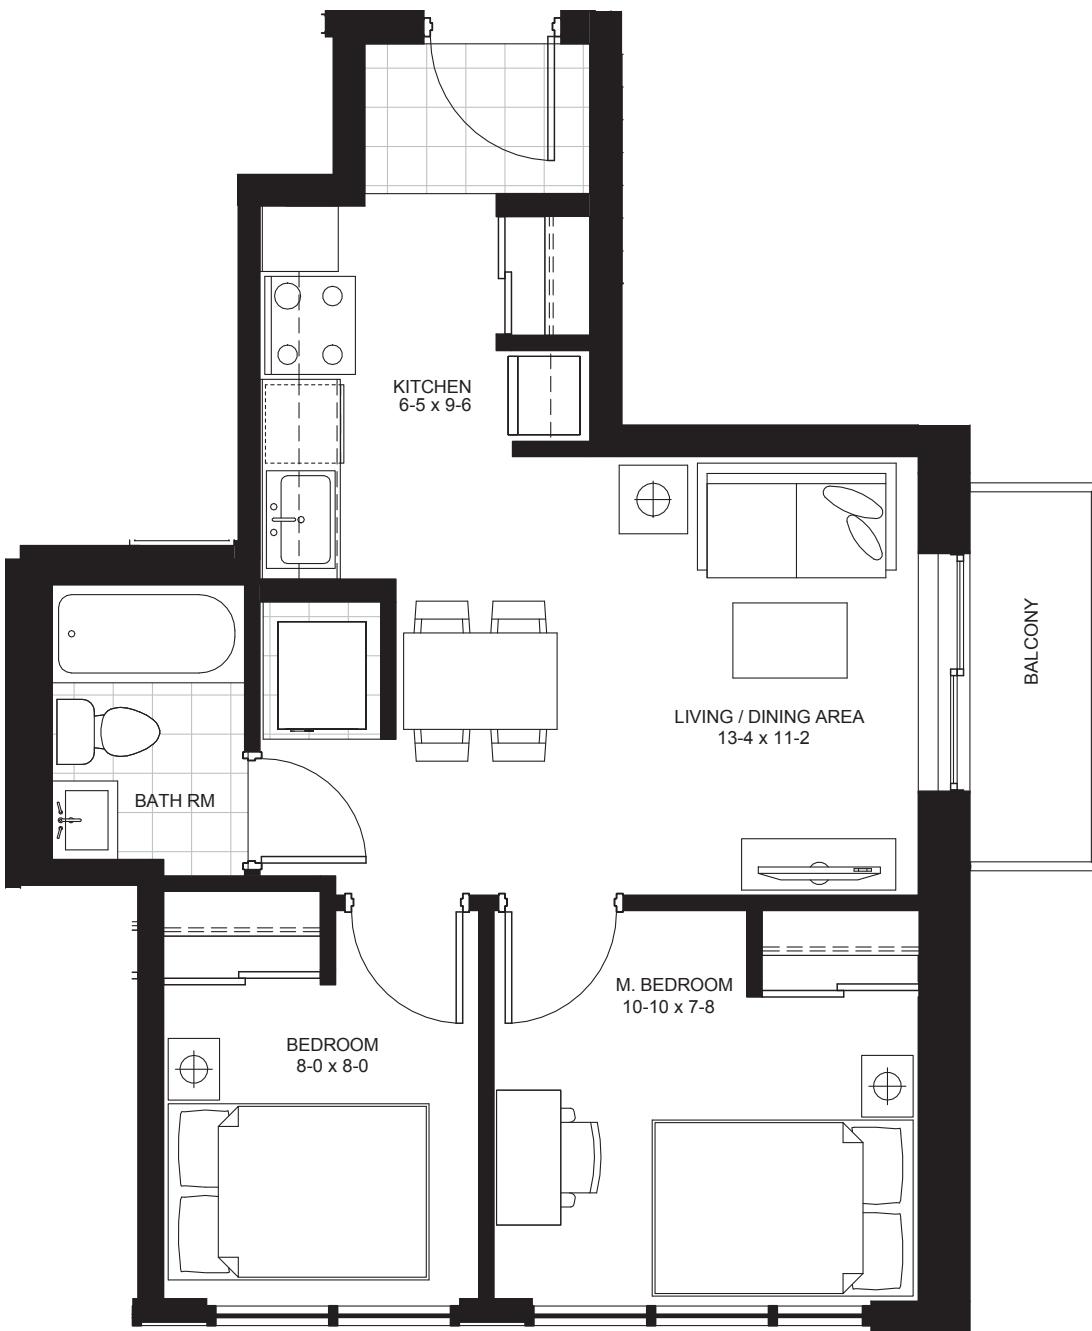 KITCHEN
6-5 x 9-6
BALCONY
LIVING / DINING AREA
13-4 x 11-2
BATH RM
M. BEDROOM
10-10 x 7-8
BEDROOM
8-0 x 8-0